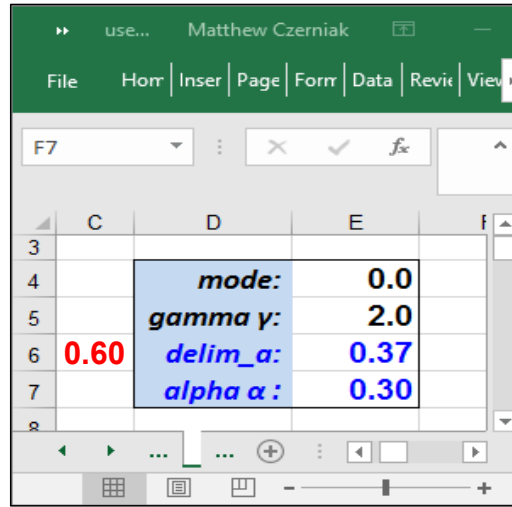 use... Matthew Czerniak
File Hom Inser Page Form Data Revie View
F7 fx
C D E F
3
4 mode: 0.0
5 gamma γ: 2.0
6 0.60 delim_a: 0.37
7 alpha α : 0.30
8
... ...